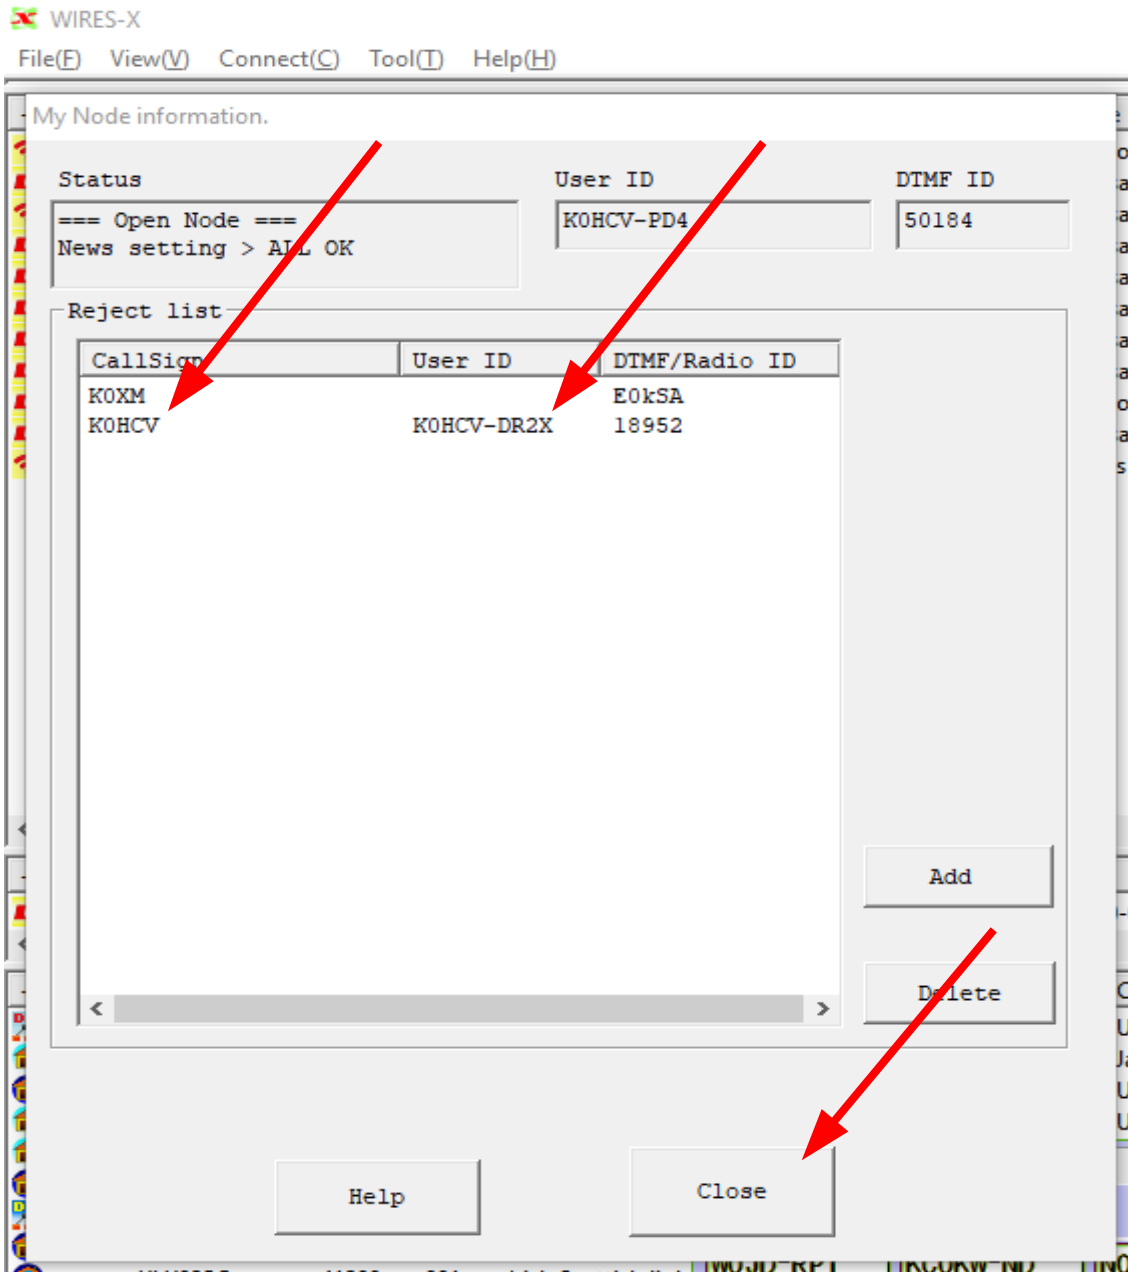 WIRES-X
File(F) View(V) Connect(C) Tool(T) Help(H)
My Node information.
Status User ID DTMF ID
=== Open Node === K0HCV-PD4 50184
News setting > ALL OK
Reject list
CallSign User ID DTMF/Radio ID
K0XM E0kSA
K0HCV K0HCV-DR2X 18952
Add
Delete
Help Close